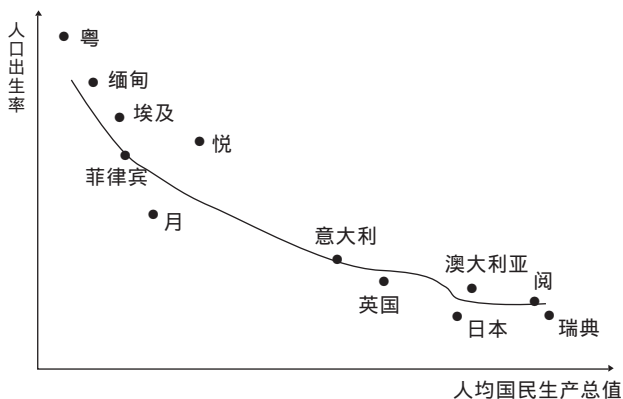 人口出生率
粤
缅甸
埃及
悦
菲律宾
月
意大利
澳大利亚
阅
英国
日本
瑞典
人均国民生产总值